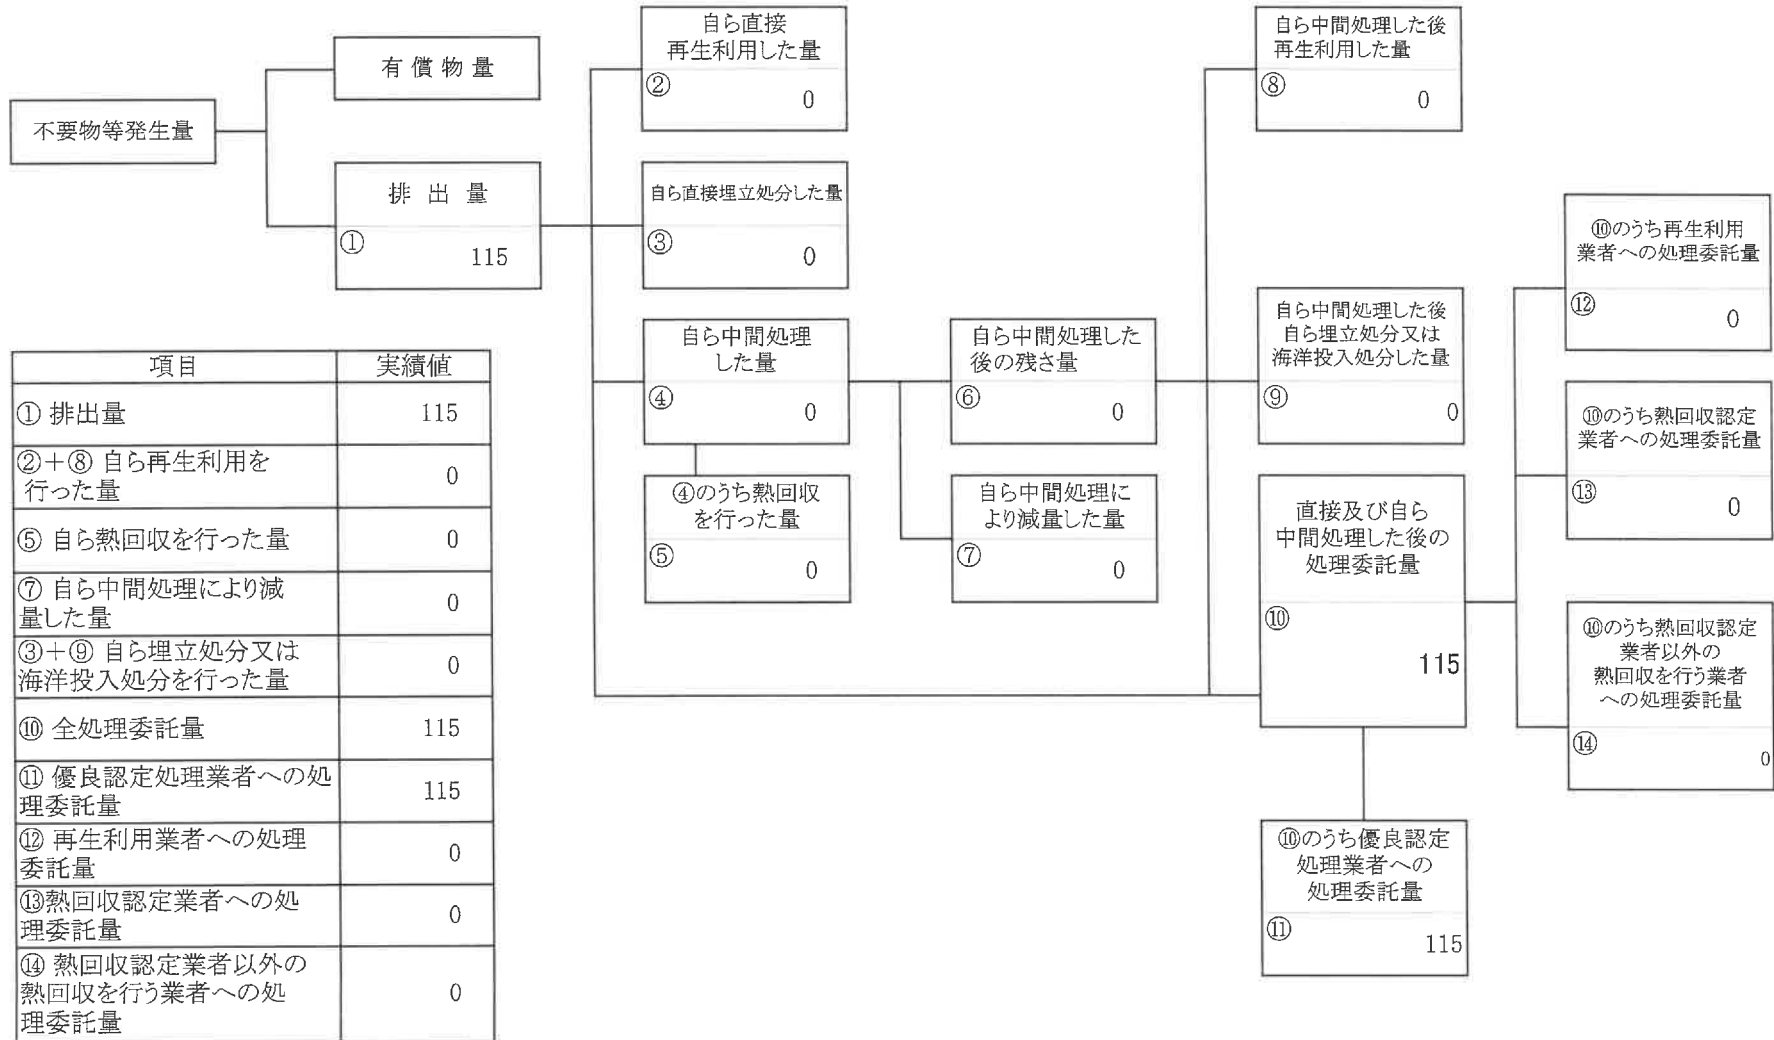 不要物等発生量
有償物量
排出量
①
115
自ら直接
再生利用した量
②
0
自ら直接埋立処分した量
③
0
自ら中間処理
した量
④
0
④のうち熱回収
を行った量
⑤
0
自ら中間処理した
後の残さ量
⑥
0
自ら中間処理に
より減量した量
⑦
0
自ら中間処理した後
再生利用した量
⑧
0
自ら中間処理した後
自ら埋立処分又は
海洋投入処分した量
⑨
0
直接及び自ら
中間処理した後の
処理委託量
⑩
115
⑩のうち優良認定
処理業者への
処理委託量
⑪
115
⑩のうち再生利用
業者への処理委託量
⑫
0
⑩のうち熱回収認定
業者への処理委託量
⑬
0
⑩のうち熱回収認定
業者以外の
熱回収を行う業者
への処理委託量
⑭
0
項目 実績値
① 排出量 115
②+⑧ 自ら再生利用を
行った量 0
⑤ 自ら熱回収を行った量 0
⑦ 自ら中間処理により減
量した量 0
③+⑨ 自ら埋立処分又は
海洋投入処分を行った量 0
⑩ 全処理委託量 115
⑪ 優良認定処理業者への処
理委託量 115
⑫ 再生利用業者への処理
委託量 0
⑬熱回収認定業者への処
理委託量 0
⑭ 熱回収認定業者以外の
熱回収を行う業者への処
理委託量 0